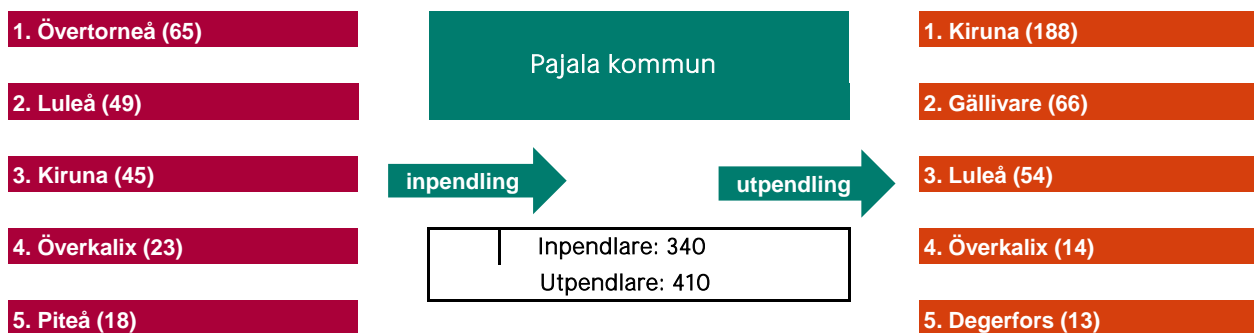 1. Övertorneå (65)
2. Luleå (49)
3. Kiruna (45)
4. Överkalix (23)
5. Piteå (18)
Pajala kommun
inpendling
utpendling
Inpendlare: 340
Utpendlare: 410
1. Kiruna (188)
2. Gällivare (66)
3. Luleå (54)
4. Överkalix (14)
5. Degerfors (13)